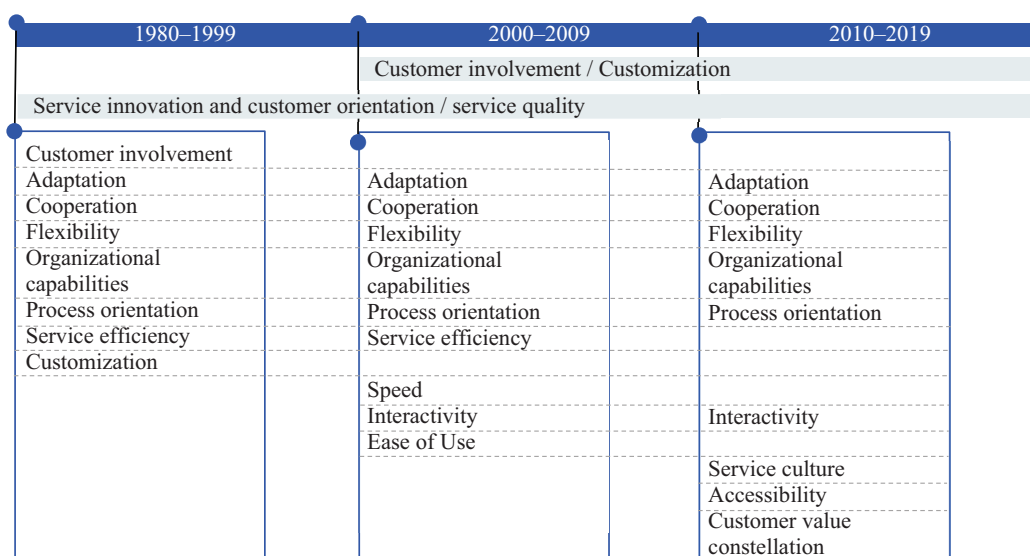 1980–1999
2000–2009
2010–2019
Customer involvement / Customization
Service innovation and customer orientation / service quality
Customer involvement
Adaptation
Cooperation
Flexibility
Organizational
capabilities
Process orientation
Service efficiency
Customization
Adaptation
Cooperation
Flexibility
Organizational
capabilities
Process orientation
Service efficiency
Speed
Interactivity
Ease of Use
Adaptation
Cooperation
Flexibility
Organizational
capabilities
Process orientation
Interactivity
Service culture
Accessibility
Customer value
constellation